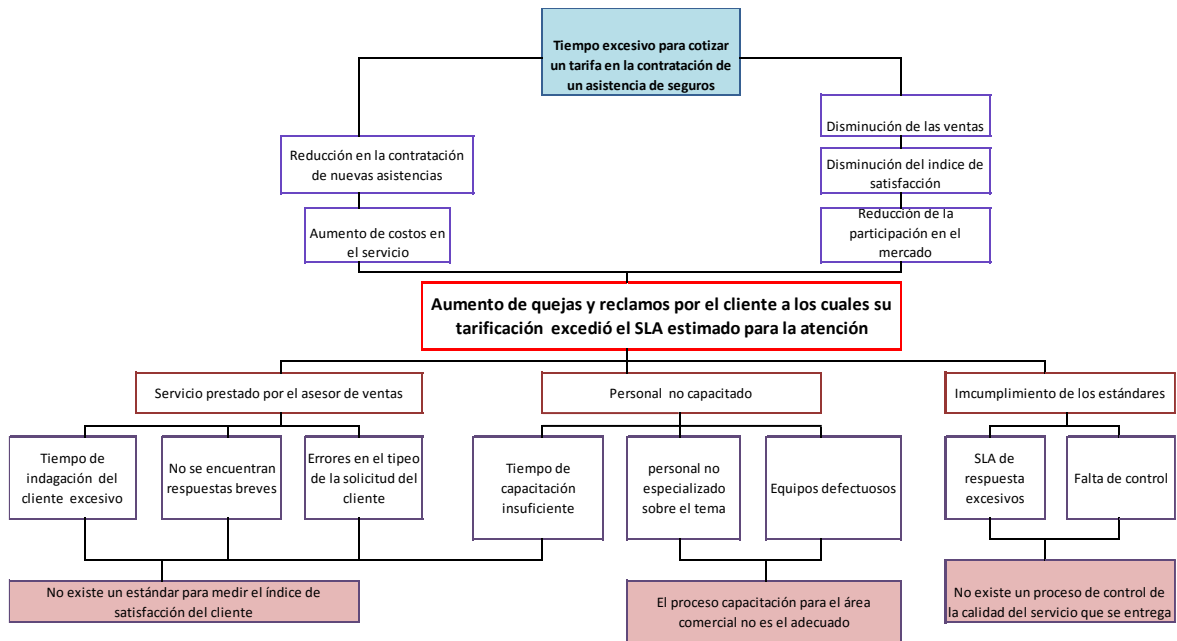 Tiempo excesivo para cotizar
un tarifa en la contratación de
un asistencia de seguros
Disminución de las ventas
Reducción en la contratación
de nuevas asistencias
Disminución del indice de
satisfacción
Aumento de costos en
el servicio
Reducción de la
participación en el
mercado
Aumento de quejas y reclamos por el cliente a los cuales su
tarificación excedió el SLA estimado para la atención
Servicio prestado por el asesor de ventas
Personal no capacitado
Imcumplimiento de los estándares
Tiempo de
indagación del
cliente excesivo
No se encuentran
respuestas breves
Errores en el tipeo
de la solicitud del
cliente
Tiempo de
capacitación
insuficiente
personal no
especializado
sobre el tema
Equipos defectuosos
SLA de
respuesta
excesivos
Falta de control
No existe un estándar para medir el índice de
satisfacción del cliente
El proceso capacitación para el área
comercial no es el adecuado
No existe un proceso de control de
la calidad del servicio que se entrega